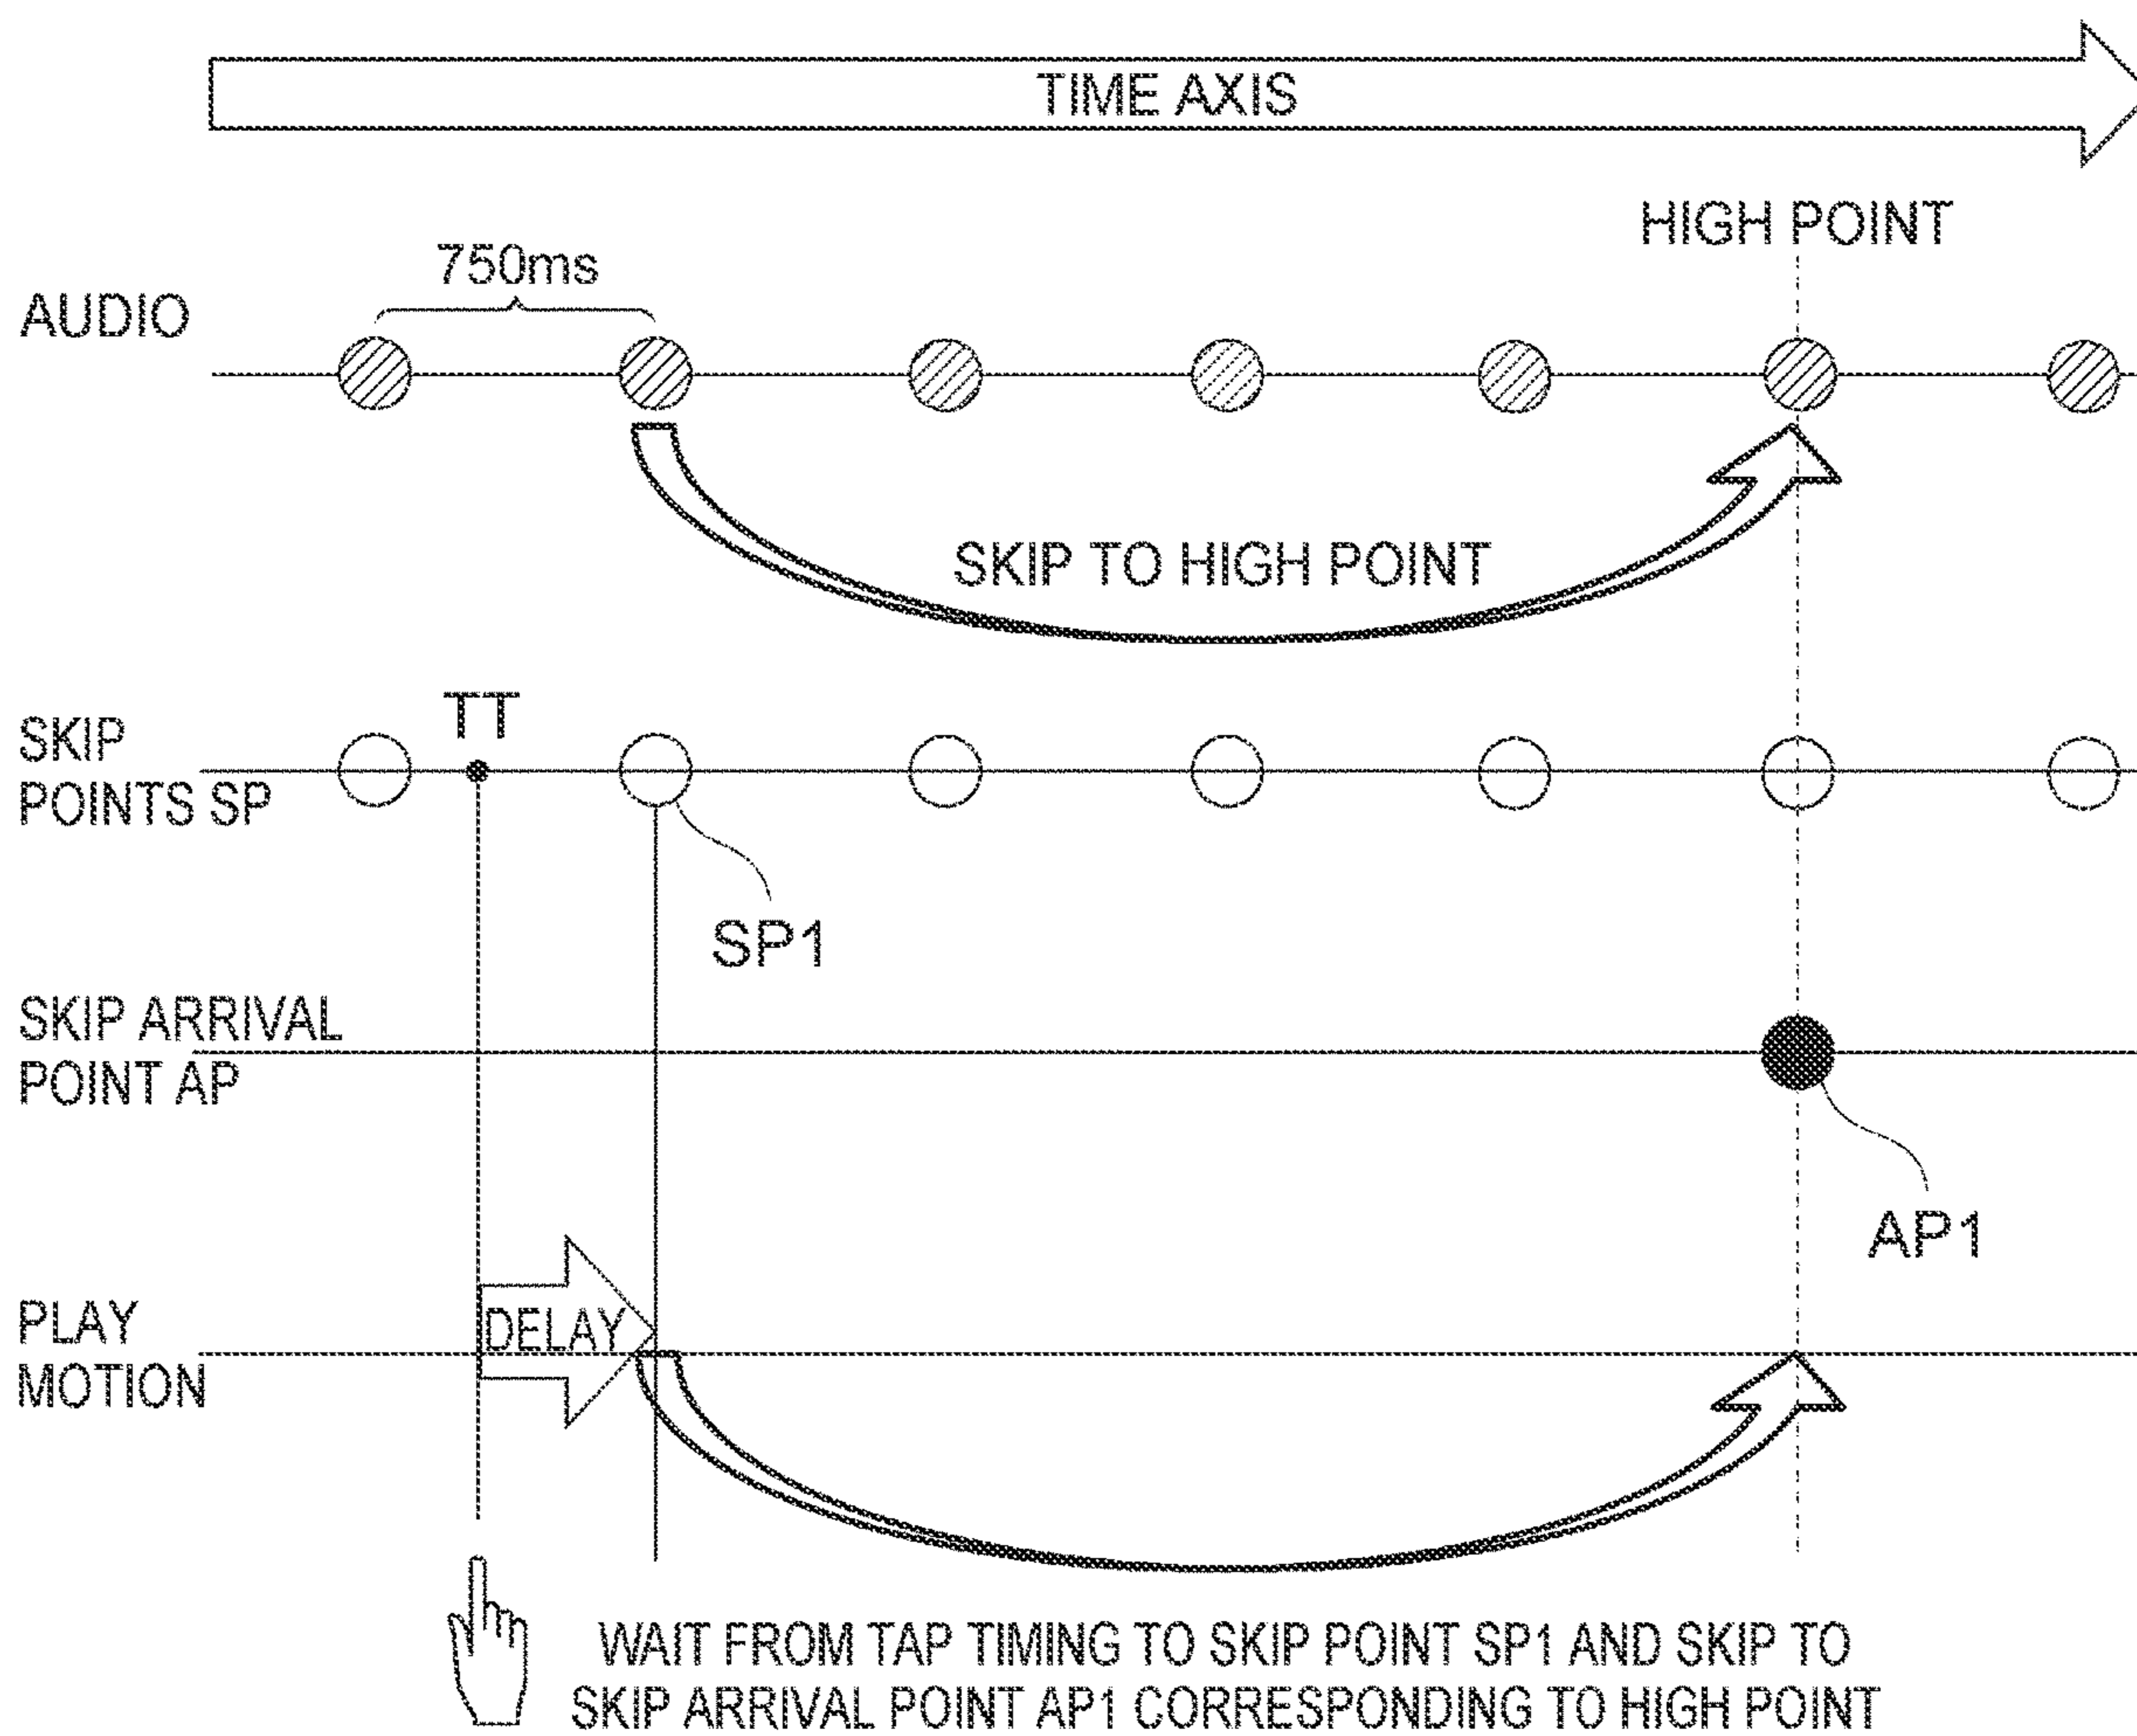 TIME AXIS
HIGH POINT
750ms
AUDIO
SKIP TO HIGH POINT
TT
SKIP
POINTS SP
SP1
SKIP ARRIVAL
POINT AP
AP1
PLAY
MOTION
DELAY
WAIT FROM TAP TIMING TO SKIP POINT SP1 AND SKIP TO
SKIP ARRIVAL POINT AP1 CORRESPONDING TO HIGH POINT